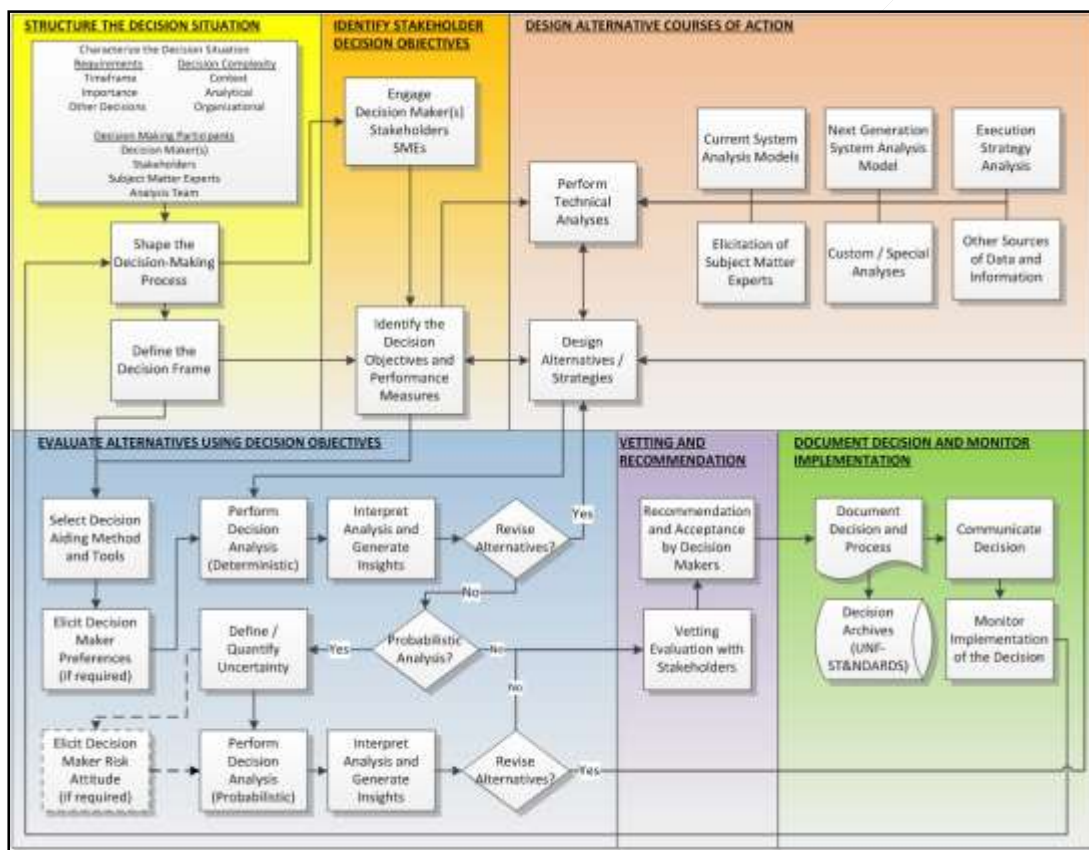 STRUCTURE THE DECISION SITUATION
Characterize the Decision Situation
Requirements
Timeframe
Importance
Other Decisions
Decision Complexity
Context
Analytical
Organizational
Decision Making Participants
Decision Maker(s)
Stakeholders
Subject Matter Experts
Analysis Team
Shape the
Decision-Making
Process
Define the
Decision Frame
IDENTIFY STAKEHOLDER
DECISION OBJECTIVES
Engage
Decision Maker(s)
Stakeholders
SMEs
Identify the
Decision
Objectives and
Performance
Measures
DESIGN ALTERNATIVE COURSES OF ACTION
Perform
Technical
Analyses
Design
Alternatives /
Strategies
Current System
Analysis Models
Next Generation
System Analysis
Model
Execution
Strategy
Analysis
Elicitation of
Subject Matter
Experts
Custom / Special
Analyses
Other Sources
of Data and
Information
EVALUATE ALTERNATIVES USING DECISION OBJECTIVES
Select Decision
Aiding Method
and Tools
Perform
Decision
Analysis
(Deterministic)
Interpret
Analysis and
Generate
Insights
Revise
Alternatives?
Yes
No
Elicit Decision
Maker
Preferences
(if required)
Define /
Quantify
Uncertainty
Yes
Probabilistic
Analysis?
No
No
Elicit Decision
Maker Risk
Attitude
(if required)
Perform
Decision
Analysis
(Probabilistic)
Interpret
Analysis and
Generate
Insights
Revise
Alternatives?
Yes
VETTING AND
RECOMMENDATION
Recommendation
and Acceptance
by Decision
Makers
Vetting
Evaluation with
Stakeholders
DOCUMENT DECISION AND MONITOR
IMPLEMENTATION
Document
Decision and
Process
Communicate
Decision
Decision
Archives
(UNF-
ST&NDARDS)
Monitor
Implementation
of the Decision